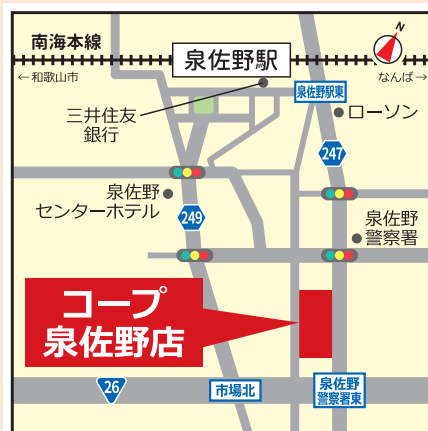 N
南海本線
泉佐野駅
←和歌山市
なんば→
泉佐野駅東
三井住友
銀行
ローソン
247
泉佐野
センターホテル
249
泉佐野
警察署
コープ
泉佐野店
26
市場北
泉佐野
警察署東